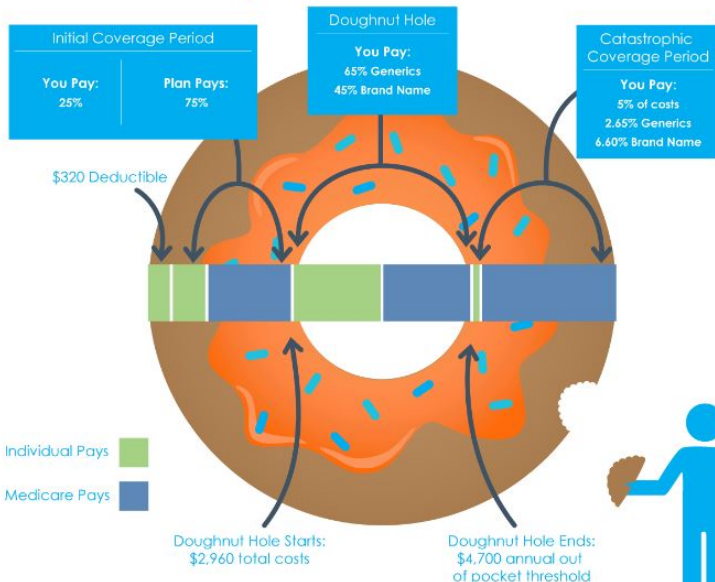 Initial Coverage Period
You Pay:
25%
Plan Pays:
75%
Doughnut Hole
You Pay:
65% Generics
45% Brand Name
Catastrophic
Coverage Period
You Pay:
5% of costs
2.65% Generics
6.60% Brand Name
$320 Deductible
Individual Pays
Medicare Pays
Doughnut Hole Starts:
$2,960 total costs
Doughnut Hole Ends:
$4,700 annual out
of pocket threshold